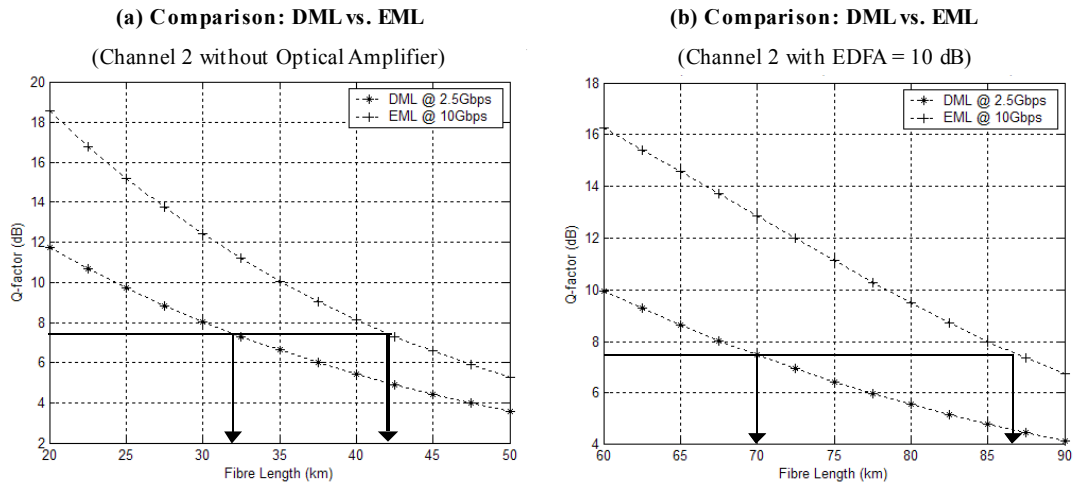 (a) Comparison: DML vs. EML
(Channel 2 without Optical Amplifier)
20
18
16
14
12
10
8
6
4
2
Q-factor (dB)
DML @ 2.5Gbps
EML @ 10Gbps
20 25 30 35 40 45 50
Fibre Length (km)
(b) Comparison: DML vs. EML
(Channel 2 with EDFA = 10 dB)
18
16
14
12
10
8
6
4
Q-factor (dB)
DML @ 2.5Gbps
EML @ 10Gbps
60 65 70 75 80 85 90
Fibre Length (km)